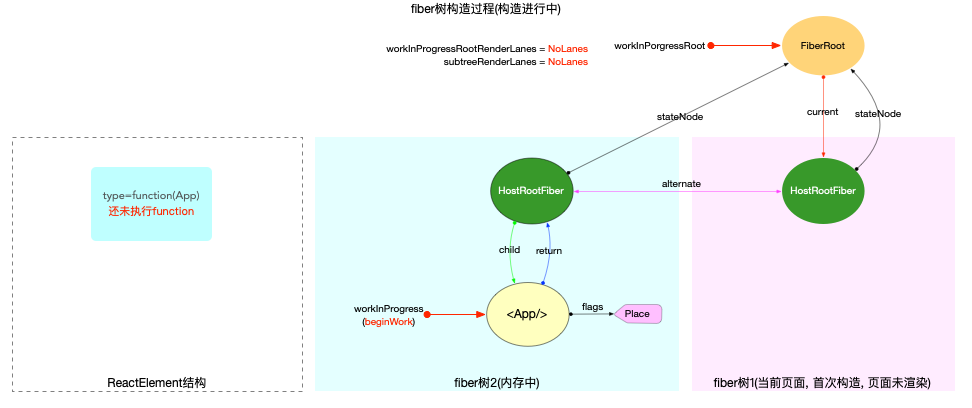 fiber树构造过程(构造进行中)
workInProgressRootRenderLanes = NoLanes
subtreeRenderLanes = NoLanes
workInPorgressRoot
FiberRoot
stateNode
current
stateNode
type=function(App)
还未执行function
HostRootFiber
alternate
HostRootFiber
child
return
workInProgress
(beginWork)
<App/>
flags
Place
ReactElement结构
fiber树2(内存中)
fiber树1(当前页面, 首次构造, 页面未渲染)